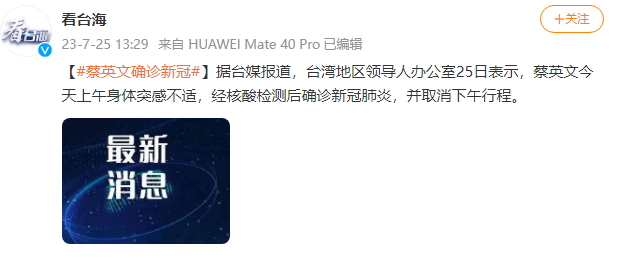 看台海
看台海
＋关注
23-7-25 13:29 来自 HUAWEI Mate 40 Pro 已编辑
【#蔡英文确诊新冠#】据台媒报道，台湾地区领导人办公室25日表示，蔡英文今
天上午身体突感不适，经核酸检测后确诊新冠肺炎，并取消下午行程。
最新
消息